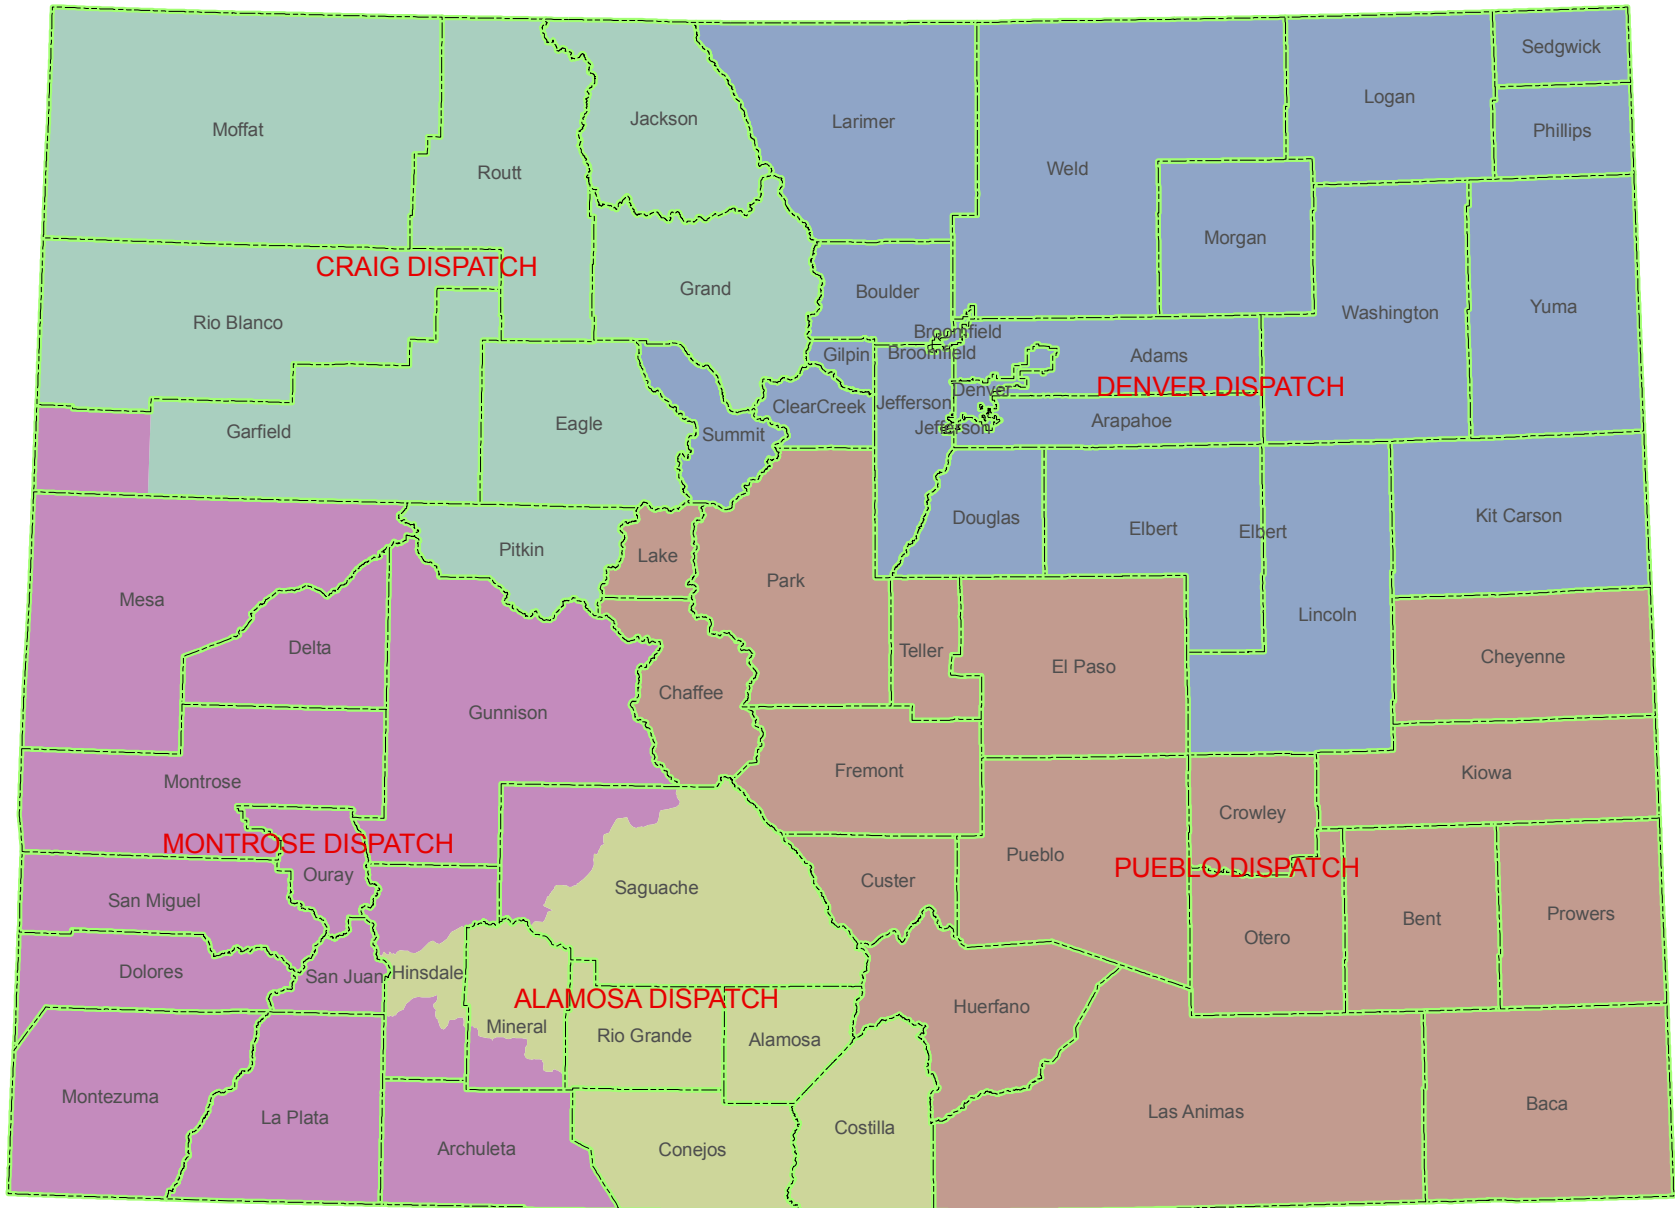 Sedgwick
Logan
Moffat
Jackson
Larimer
Phillips
Routt
Weld
Morgan
CRAIG DISPATCH
Grand
Boulder
Yuma
Washington
Rio Blanco
Broomfield
Broomfield
Gilpin
Adams
DENVER DISPATCH
Denver
Jefferson
ClearCreek
Arapahoe
Jefferson
Garfield
Eagle
Summit
Kit Carson
Douglas
Elbert
Elbert
Pitkin
Lake
Park
Mesa
Lincoln
Delta
Teller
El Paso
Cheyenne
Chaffee
Gunnison
Fremont
Kiowa
Montrose
Crowley
MONTROSE DISPATCH
Pueblo
PUEBLO DISPATCH
Ouray
Custer
Saguache
San Miguel
Prowers
Bent
Otero
Dolores
San Juan
Hinsdale
ALAMOSA DISPATCH
Huerfano
Mineral
Rio Grande
Alamosa
Montezuma
La Plata
Las Animas
Baca
Costilla
Archuleta
Conejos